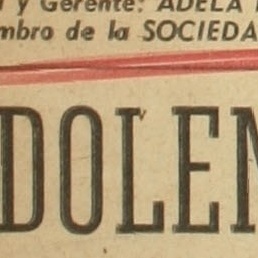 y Gerente: ADELA
mbro de la SOCIEDA
DOLEN